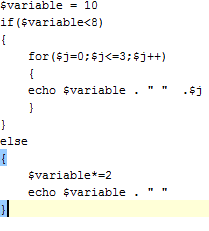 $variable = 10
if($variable<8)
{
for($j=0;$j<=3;$j++)
{
echo $variable . " " .$j
}
}
else
{
$variable*=2
echo $variable . " "
}